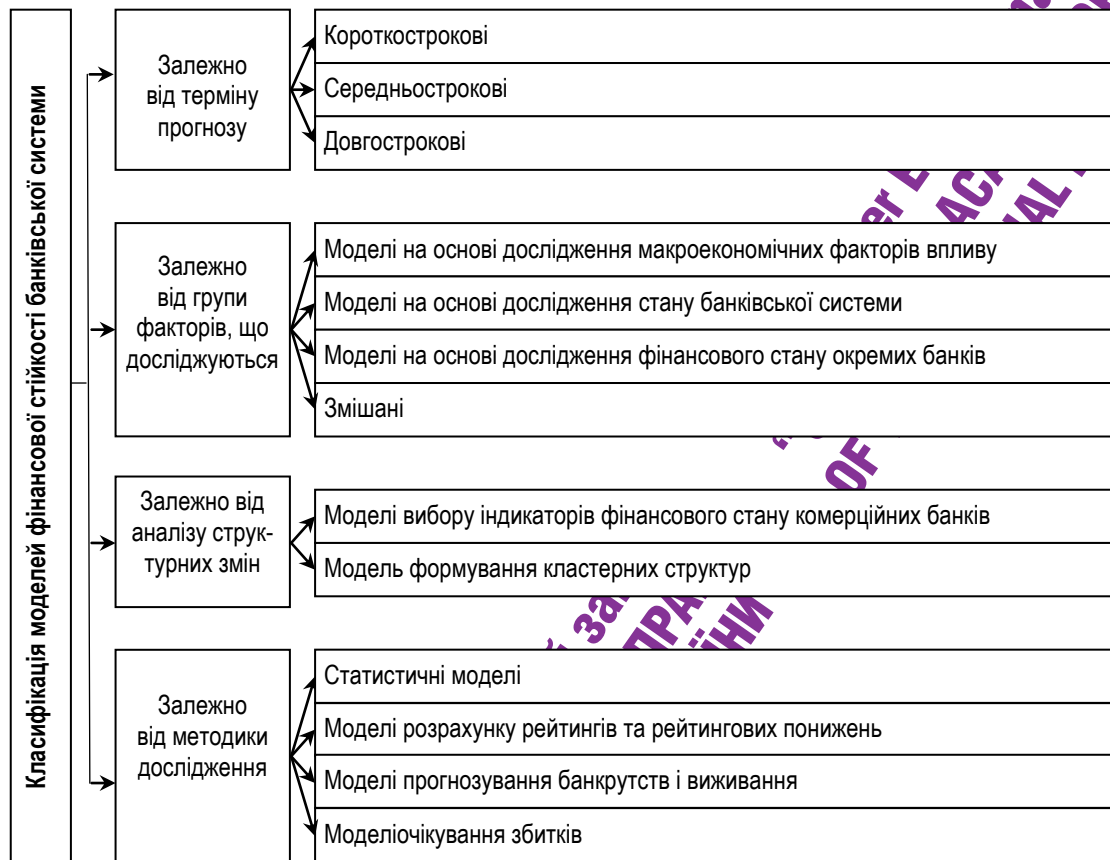 Класифікація моделей фінансової стійкості банківської системи
Залежно
від терміну
прогнозу
Короткострокові
Середньострокові
Довгострокові
Залежно
від групи
факторів, що
досліджуються
Моделі на основі дослідження макроекономічних факторів впливу
Моделі на основі дослідження стану банківської системи
Моделі на основі дослідження фінансового стану окремих банків
Змішані
Залежно від
аналізу струк-
турних змін
Моделі вибору індикаторів фінансового стану комерційних банків
Модель формування кластерних структур
Залежно
від методики
дослідження
Статистичні моделі
Моделі розрахунку рейтингів та рейтингових понижень
Моделі прогнозування банкрутств і виживання
Моделіочікування збитків
OF